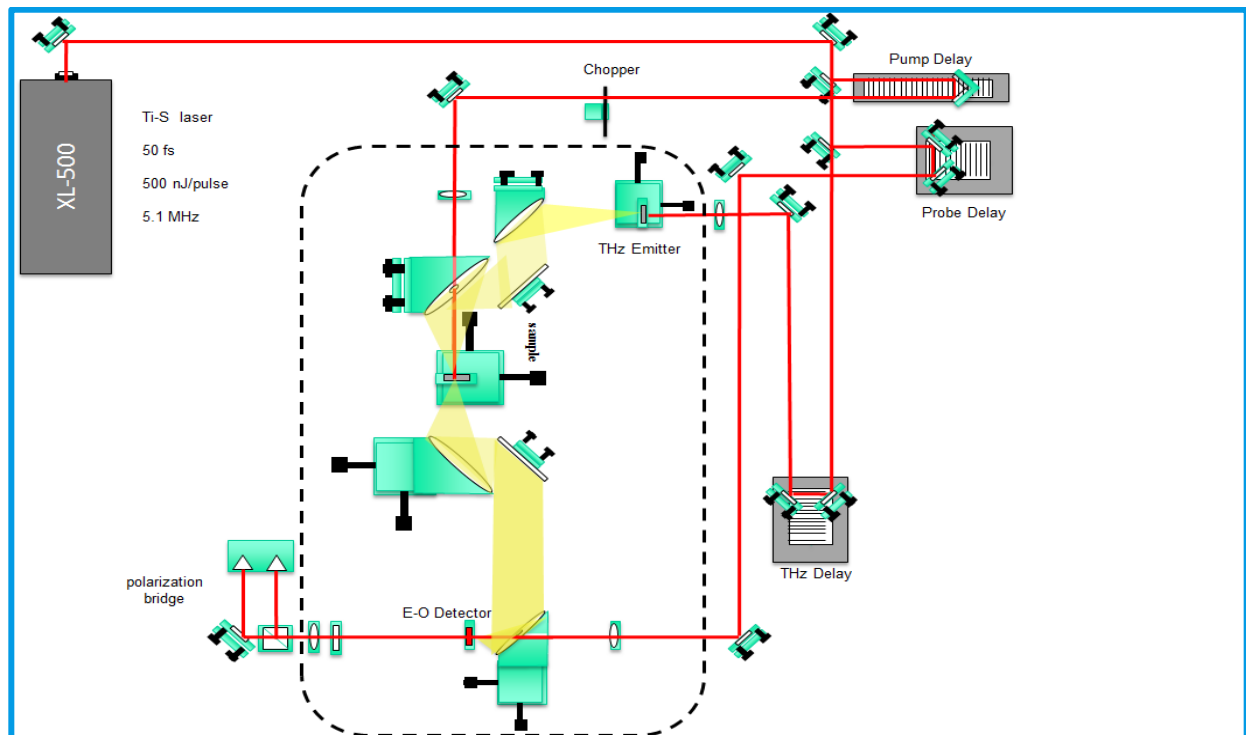 Pump Delay
Chopper
XL-500
Ti-S laser
50 fs
500 nJ/pulse
5.1 MHz
Probe Delay
THz Emitter
sample
THz Delay
polarization
bridge
E-O Detector